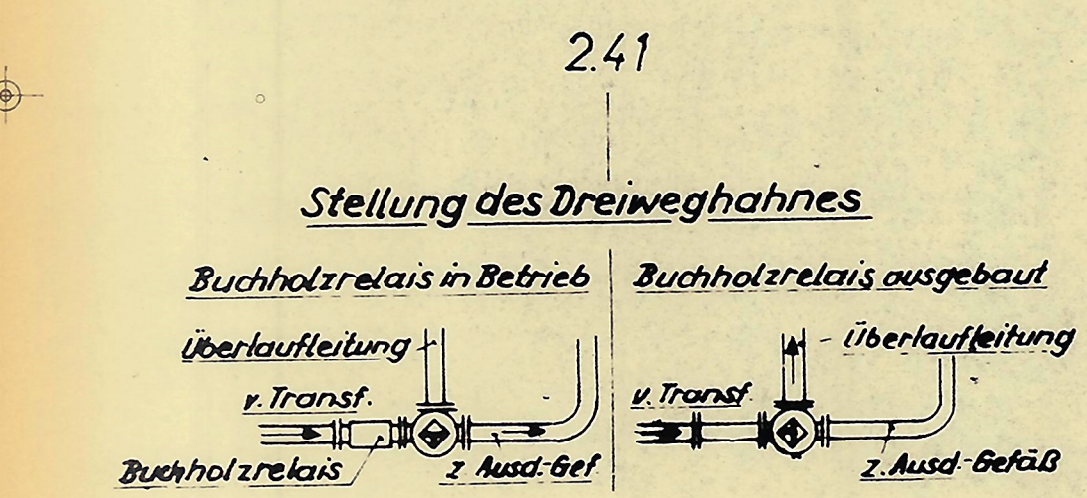 2.41
Stellung des Dreiweghahnes
Buchholzrelais in Betrieb
Überlaufleitung
v. Transf.
Buchholzrelais
z Ausd.-Gef
Buchholzrelais ausgebaut
Überlaufleitung
v. Transf.
z. Ausd.-Gefäß